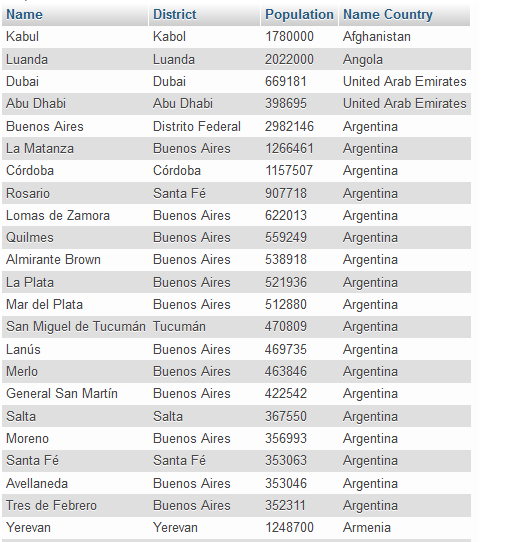 Name District Population Name Country
Kabul Kabol 1780000 Afghanistan
Luanda Luanda 2022000 Angola
Dubai Dubai 669181 United Arab Emirates
Abu Dhabi Abu Dhabi 398695 United Arab Emirates
Buenos Aires Distrito Federal 2982146 Argentina
La Matanza Buenos Aires 1266461 Argentina
Córdoba Córdoba 1157507 Argentina
Rosario Santa Fé 907718 Argentina
Lomas de Zamora Buenos Aires 622013 Argentina
Quilmes Buenos Aires 559249 Argentina
Almirante Brown Buenos Aires 538918 Argentina
La Plata Buenos Aires 521936 Argentina
Mar del Plata Buenos Aires 512880 Argentina
San Miguel de Tucumán Tucumán 470809 Argentina
Lanús Buenos Aires 469735 Argentina
Merlo Buenos Aires 463846 Argentina
General San Martín Buenos Aires 422542 Argentina
Salta Salta 367550 Argentina
Moreno Buenos Aires 356993 Argentina
Santa Fé Santa Fé 353063 Argentina
Avellaneda Buenos Aires 353046 Argentina
Tres de Febrero Buenos Aires 352311 Argentina
Yerevan Yerevan 1248700 Armenia